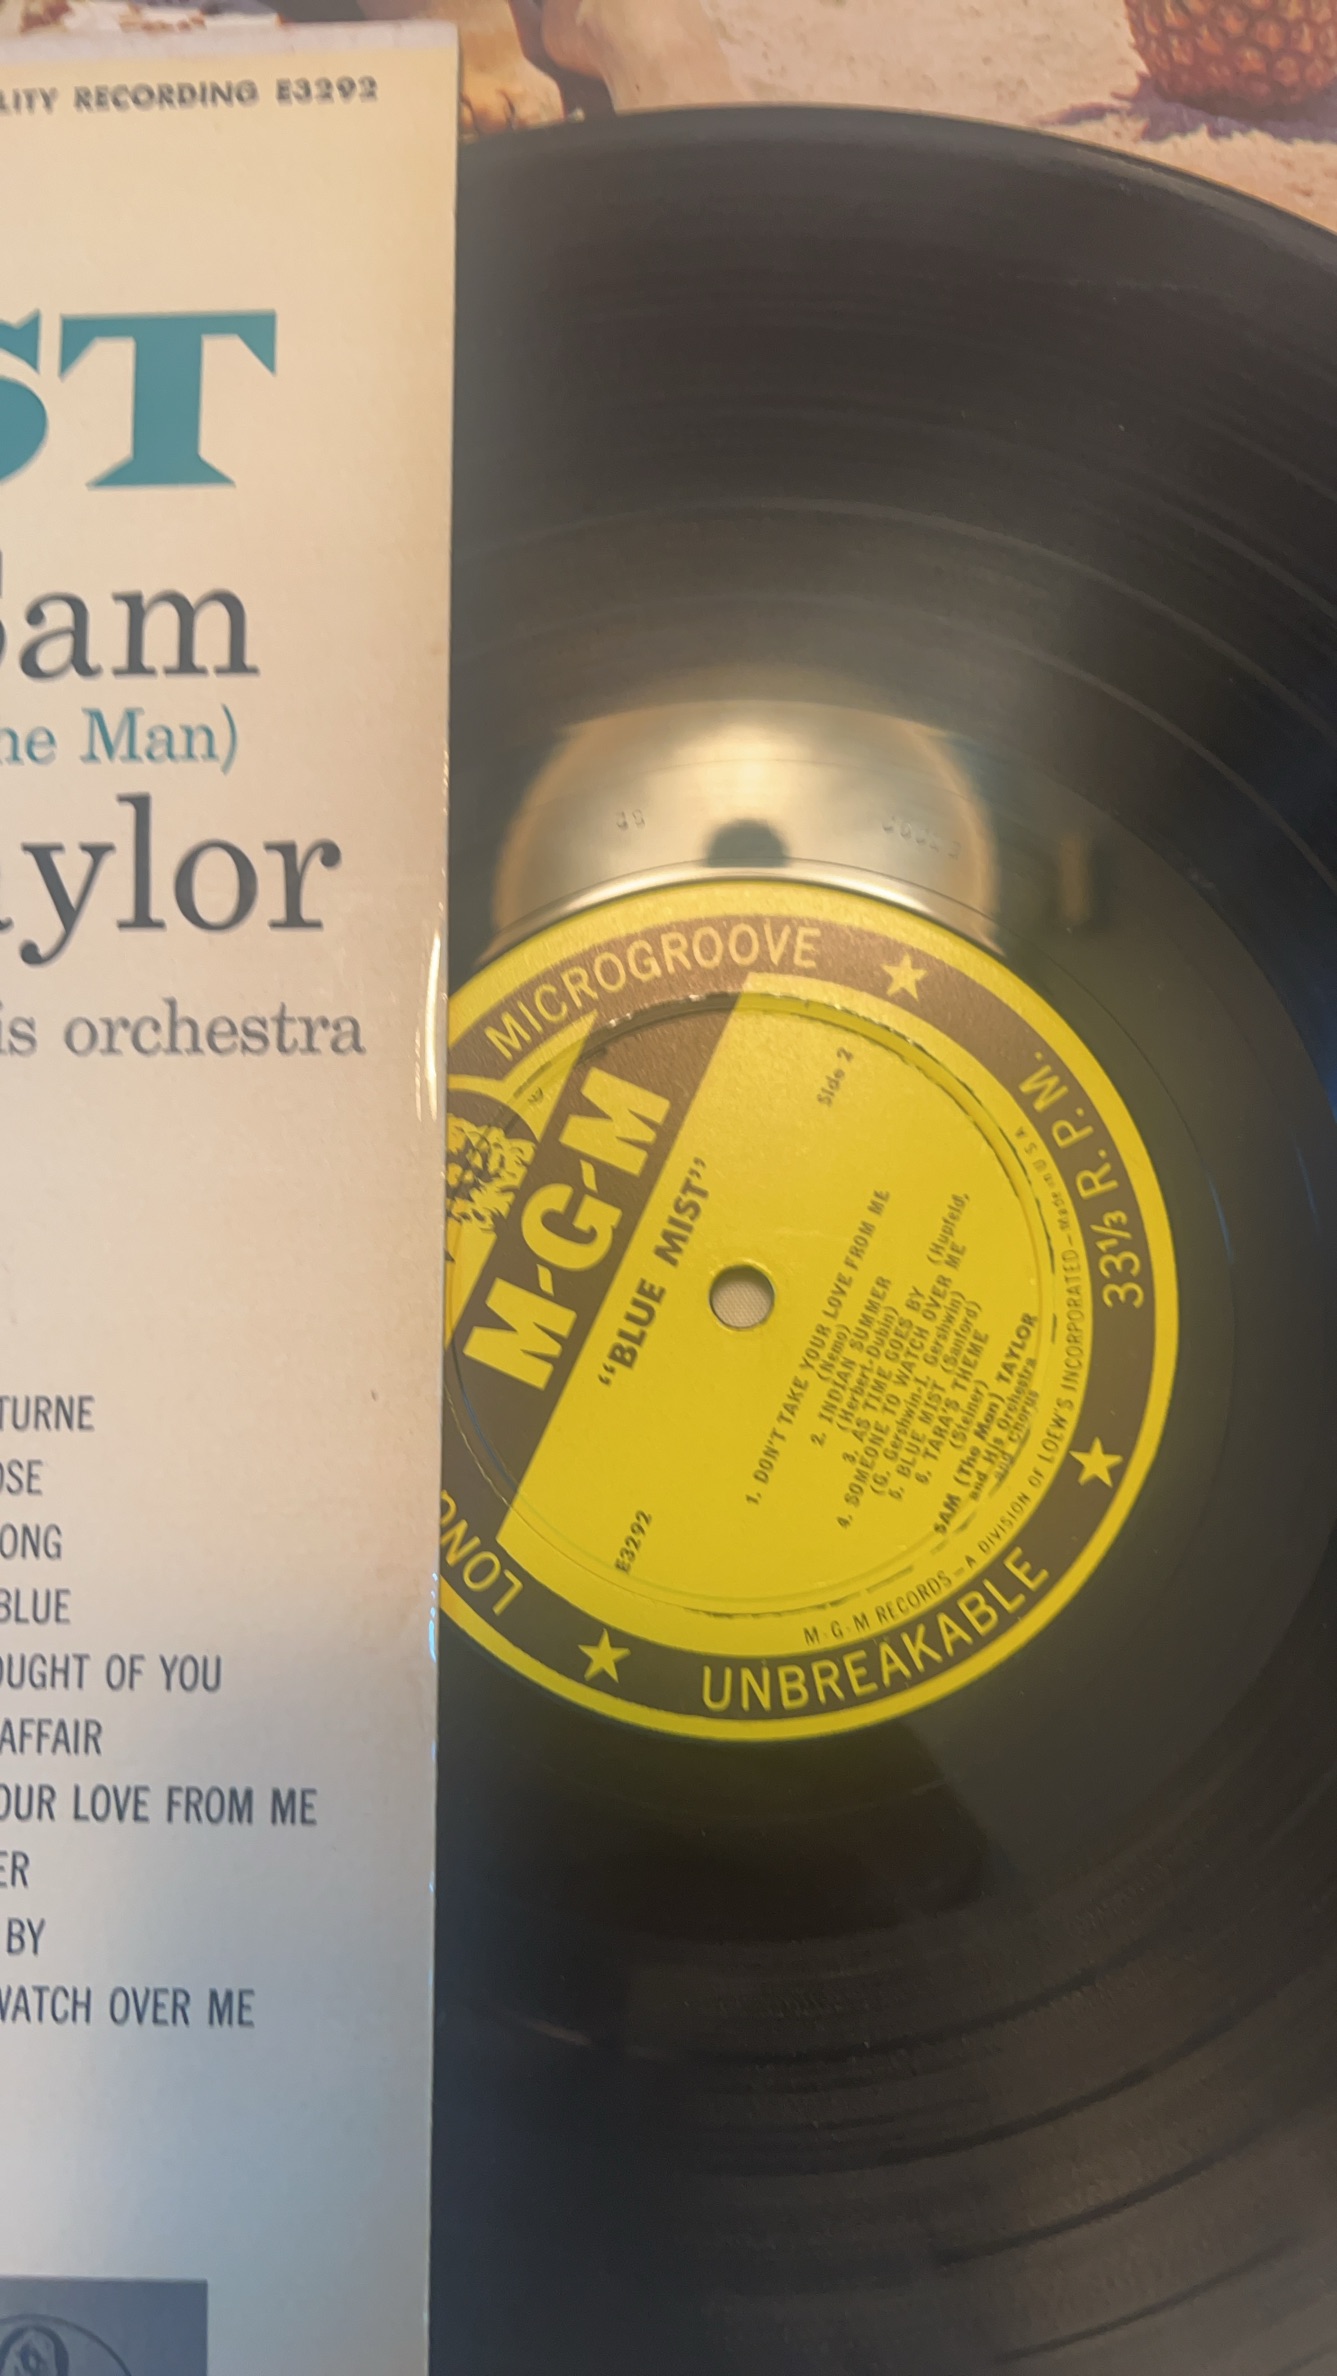 LITY RECORDING E3292
ST
Sam
he Man)
aylor
is orchestra
TURNE
OSE
ONG
BLUE
OUGHT OF YOU
AFFAIR
OUR LOVE FROM ME
ER
BY
WATCH OVER ME
LONG
MICROGROOVE
33⅓ R.P.M.
UNBREAKABLE
M-G-M
Side 2
"BLUE MIST"
E3292
1. DON'T TAKE YOUR LOVE FROM ME
(Nemo)
2. INDIAN SUMMER
(Herbert-Dubin)
3. AS TIME GOES BY (Hupfeld,
4. SOMEONE TO WATCH OVER ME
(G. Gershwin-I. Gershwin)
5. BLUE MIST (Sanford)
6. TARA'S THEME
(Steiner)
SAM (The Man) TAYLOR
and His Orchestra
and Chorus
M-G-M RECORDS – A DIVISION OF LOEW'S INCORPORATED – Made in U S A